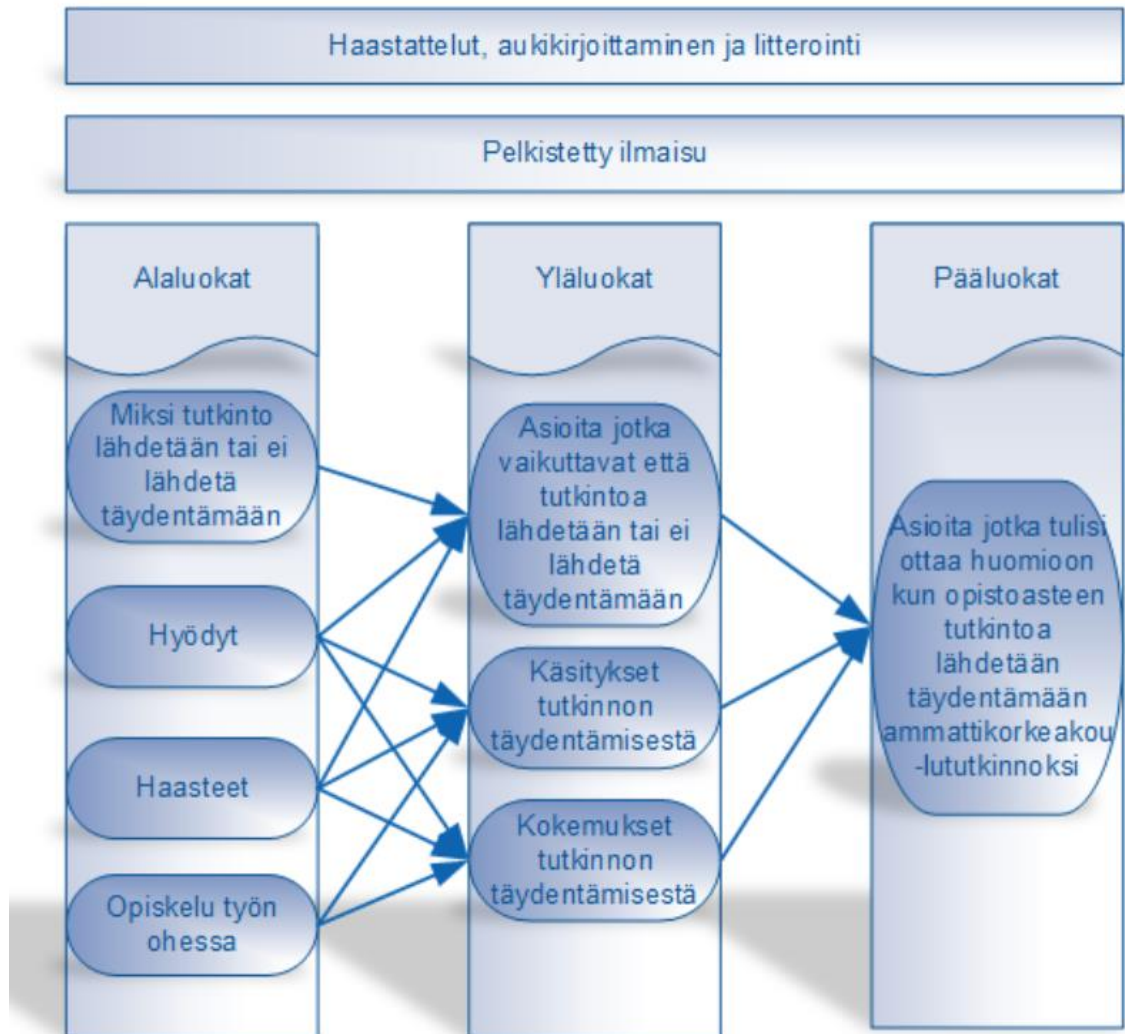 Haastattelut, aukikirjoittaminen ja litterointi
Pelkistetty ilmaisu
Alaluokat
Miksi tutkinto
lähdetään tai ei
lähdetä
täydentämään
Hyödyt
Haasteet
Opiskelu työn
ohessa
Yläluokat
Asioita jotka
vaikuttavat että
tutkintoa
lähdetään tai ei
lähdetä
täydentämään
Käsitykset
tutkinnon
täydentämisestä
Kokemukset
tutkinnon
täydentämisestä
Pääluokat
Asioita jotka tulisi
ottaa huomioon
kun opistoasteen
tutkintoa
lähdetään
täydentämään
ammattikorkeakou
-lututkinnoksi